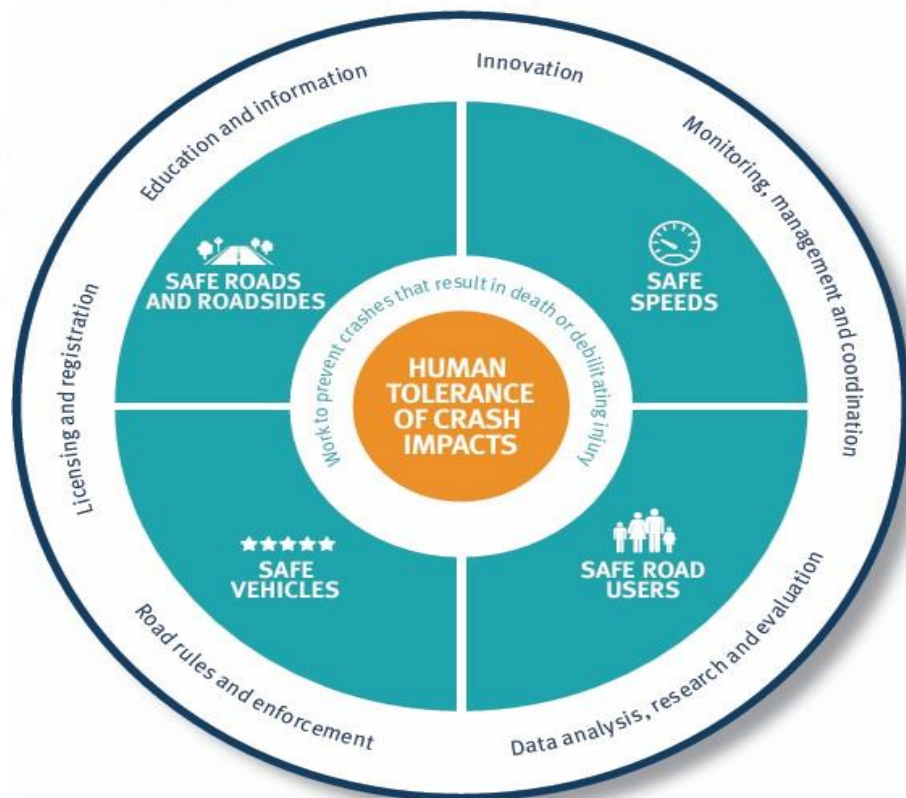 Innovation
Education and information
Monitoring, management and coordination
Licensing and registration
SAFE ROADS
AND ROADSIDES
SAFE
SPEEDS
Work to prevent crashes that result in death or debilitating injury
HUMAN
TOLERANCE
OF CRASH
IMPACTS
SAFE
VEHICLES
SAFE ROAD
USERS
Road rules and enforcement
Data analysis, research and evaluation